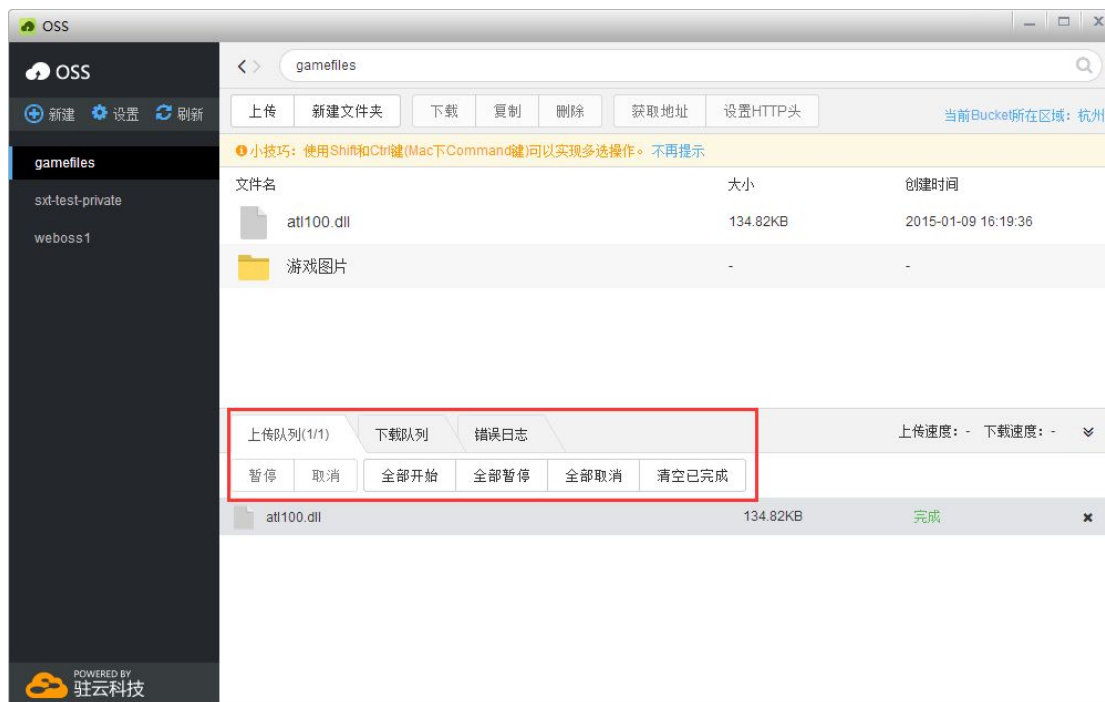 OSS
OSS
新建 设置 刷新
gamefiles
sxt-test-private
weboss1
POWERED BY
驻云科技
gamefiles
上传 新建文件夹 下载 复制 删除 获取地址 设置HTTP头 当前Bucket所在区域：杭州
小技巧：使用Shift和Ctrl键(Mac下Command键)可以实现多选操作。 不再提示
文件名 大小 创建时间
atl100.dll 134.82KB 2015-01-09 16:19:36
游戏图片 - -
上传队列(1/1) 下载队列 错误日志 上传速度：- 下载速度：-
暂停 取消 全部开始 全部暂停 全部取消 清空已完成
atl100.dll 134.82KB 完成